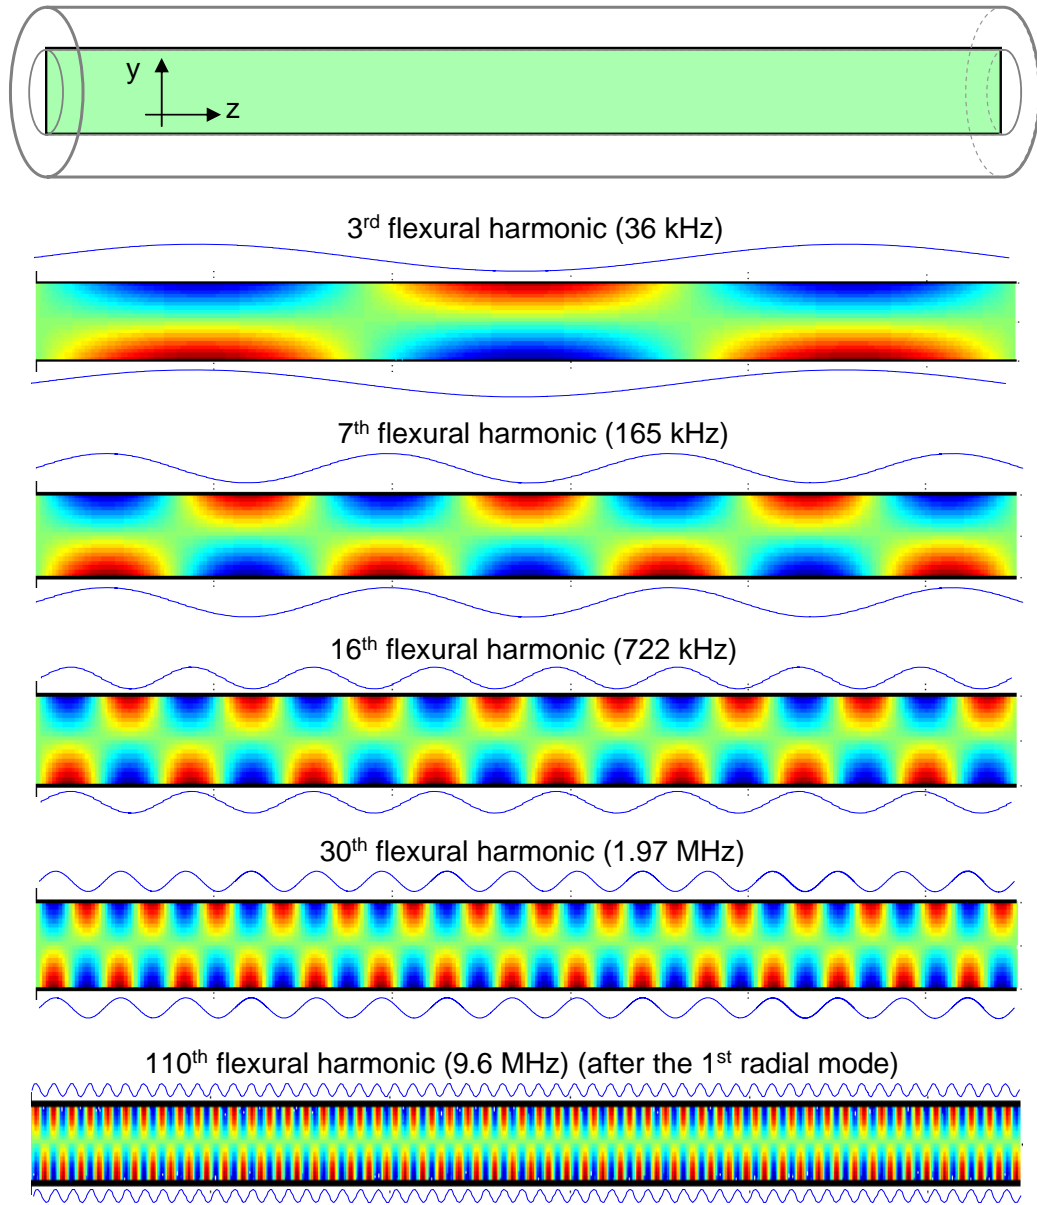 y
z
3rd flexural harmonic (36 kHz)
7th flexural harmonic (165 kHz)
16th flexural harmonic (722 kHz)
30th flexural harmonic (1.97 MHz)
110th flexural harmonic (9.6 MHz) (after the 1st radial mode)